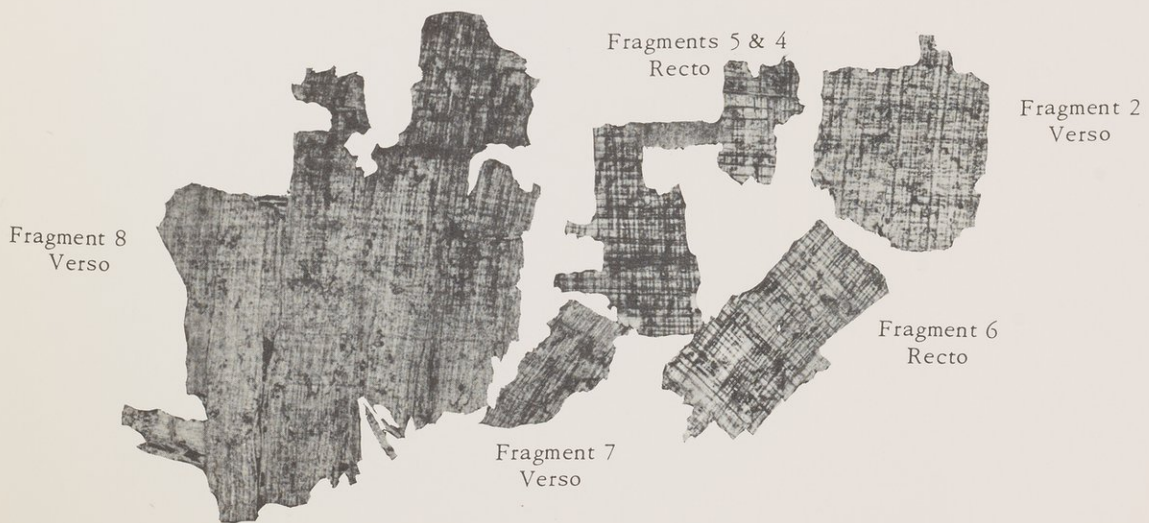 Fragments 5 & 4
Recto
Fragment 2
Verso
Fragment 8
Verso
Fragment 6
Recto
Fragment 7
Verso